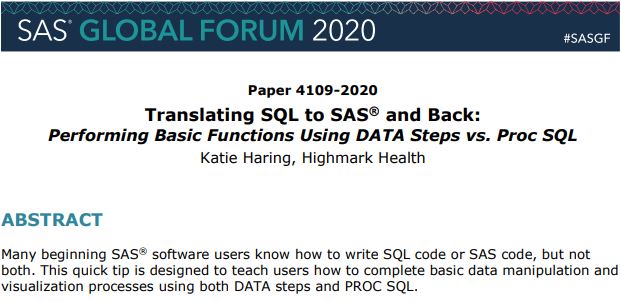 SAS® GLOBAL FORUM 2020
#SASGF
Paper 4109-2020
Translating SQL to SAS® and Back:
Performing Basic Functions Using DATA Steps vs. Proc SQL
Katie Haring, Highmark Health
ABSTRACT
Many beginning SAS® software users know how to write SQL code or SAS code, but not
both. This quick tip is designed to teach users how to complete basic data manipulation and
visualization processes using both DATA steps and PROC SQL.